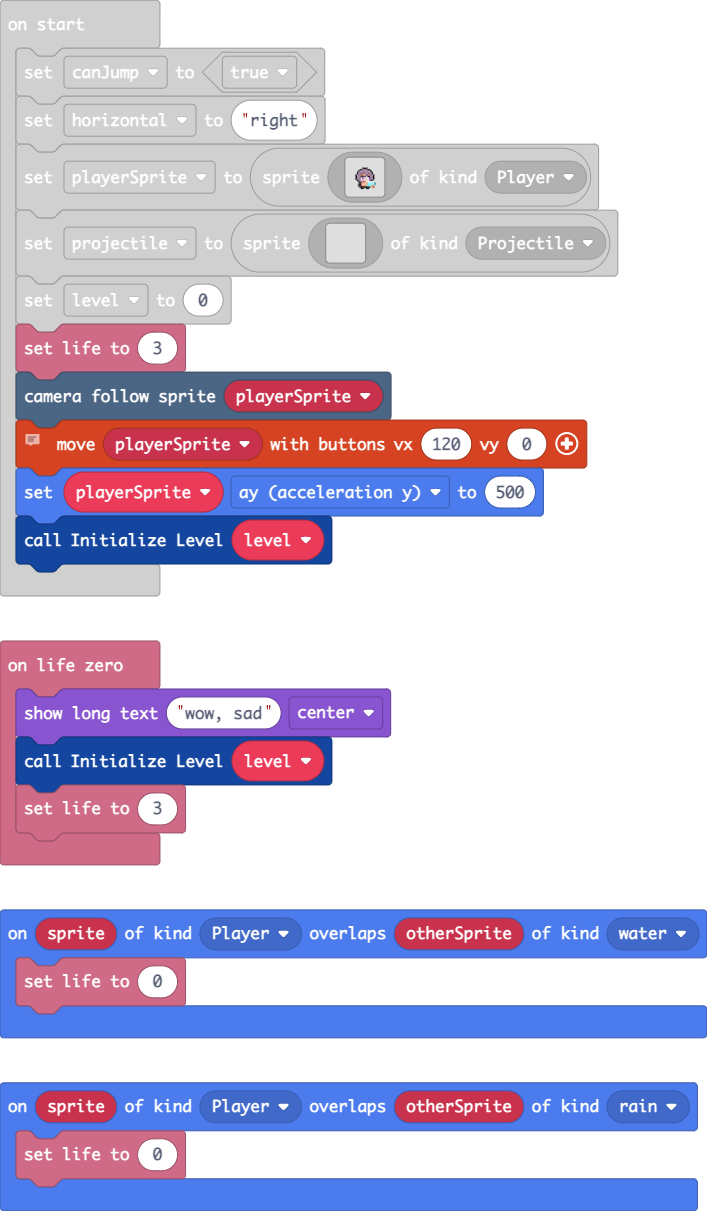 on start
set canJump to true
set horizontal to "right"
set playerSprite to sprite of kind Player
set projectile to sprite of kind Projectile
set level to 0
set life to 3
camera follow sprite playerSprite
move playerSprite with buttons vx 120 vy 0
set playerSprite ay (acceleration y) to 500
call Initialize Level level
on life zero
show long text "wow, sad" center
call Initialize Level level
set life to 3
on sprite of kind Player overlaps otherSprite of kind water
set life to 0
on sprite of kind Player overlaps otherSprite of kind rain
set life to 0